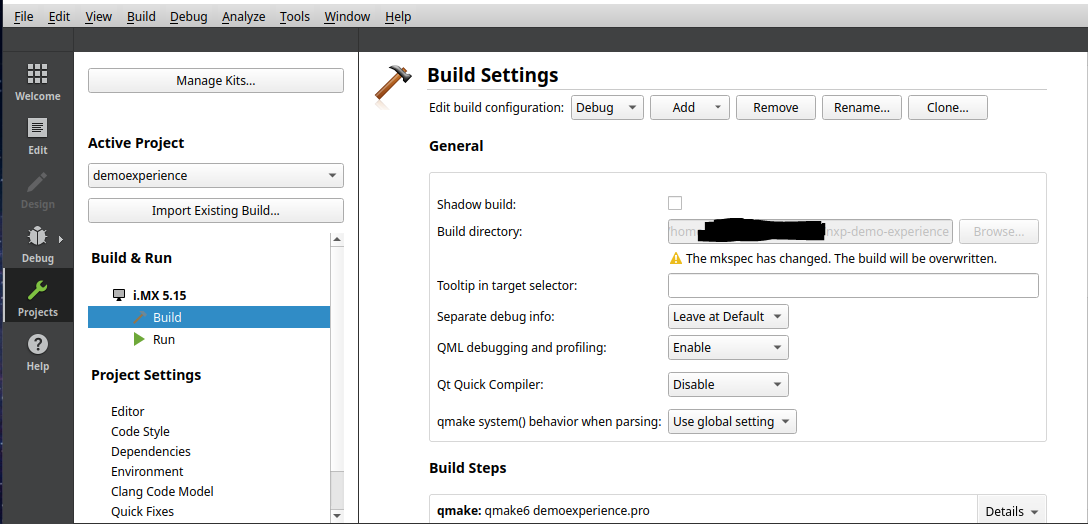 File Edit View Build Debug Analyze Tools Window Help
Welcome
Edit
Design
Debug
Projects
Help
Manage Kits...
Active Project
demoexperience
Import Existing Build...
Build & Run
i.MX 5.15
Build
Run
Project Settings
Editor
Code Style
Dependencies
Environment
Clang Code Model
Quick Fixes
Build Settings
Edit build configuration: Debug Add Remove Rename... Clone...
General
Shadow build:
Build directory: /hom nxp-demo-experience Browse...
The mkspec has changed. The build will be overwritten.
Tooltip in target selector:
Separate debug info: Leave at Default
QML debugging and profiling: Enable
Qt Quick Compiler: Disable
qmake system() behavior when parsing: Use global setting
Build Steps
qmake: qmake6 demoexperience.pro Details